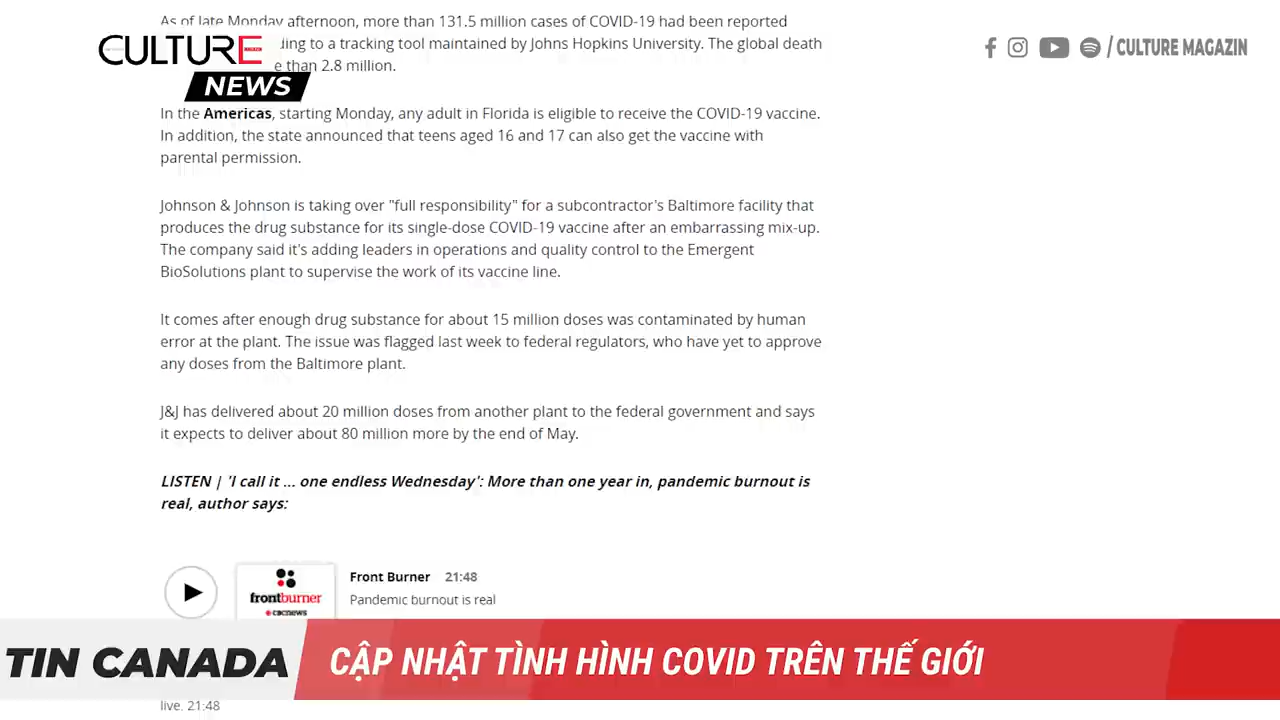 As of late Monday afternoon, more than 131.5 million cases of COVID-19 had been reported
CULTURE
ding to a tracking tool maintained by Johns Hopkins University. The global death
/ CULTURE MAGAZIN
e than 2.8 million.
NEWS
In the Americas, starting Monday, any adult in Florida is eligible to receive the COVID-19 vaccine.
In addition, the state announced that teens aged 16 and 17 can also get the vaccine with
parental permission.
Johnson & Johnson is taking over "full responsibility" for a subcontractor's Baltimore facility that
produces the drug substance for its single-dose COVID-19 vaccine after an embarrassing mix-up.
The company said it's adding leaders in operations and quality control to the Emergent
BioSolutions plant to supervise the work of its vaccine line.
It comes after enough drug substance for about 15 million doses was contaminated by human
error at the plant. The issue was flagged last week to federal regulators, who have yet to approve
any doses from the Baltimore plant.
J&J has delivered about 20 million doses from another plant to the federal government and says
it expects to deliver about 80 million more by the end of May.
LISTEN | 'I call it ... one endless Wednesday': More than one year in, pandemic burnout is
real, author says:
Front Burner 21:48
Pandemic burnout is real
frontburner
cbcnews
TIN CANADA
CẬP NHẬT TÌNH HÌNH COVID TRÊN THẾ GIỚI
live. 21:48